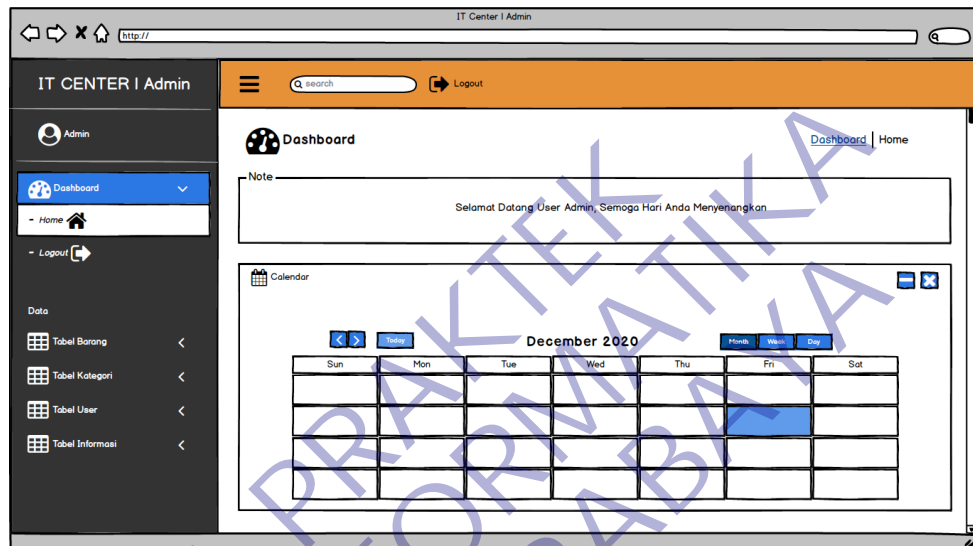 IT Center | Admin
http://
IT CENTER | Admin
search
Logout
Admin
Dashboard
Dashboard | Home
Dashboard
- Home
- Logout
Note
Selamat Datang User Admin, Semoga Hari Anda Menyenangkan
Calendar
Today
December 2020
Month Week Day
Sun Mon Tue Wed Thu Fri Sat
Data
Tabel Barang
Tabel Kategori
Tabel User
Tabel Informasi
PRAKTEK
FORMATIKA
RABAYA